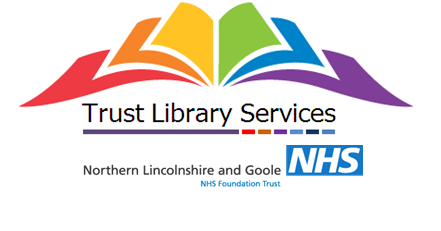 Trust Library Services
Northern Lincolnshire and Goole NHS
NHS Foundation Trust